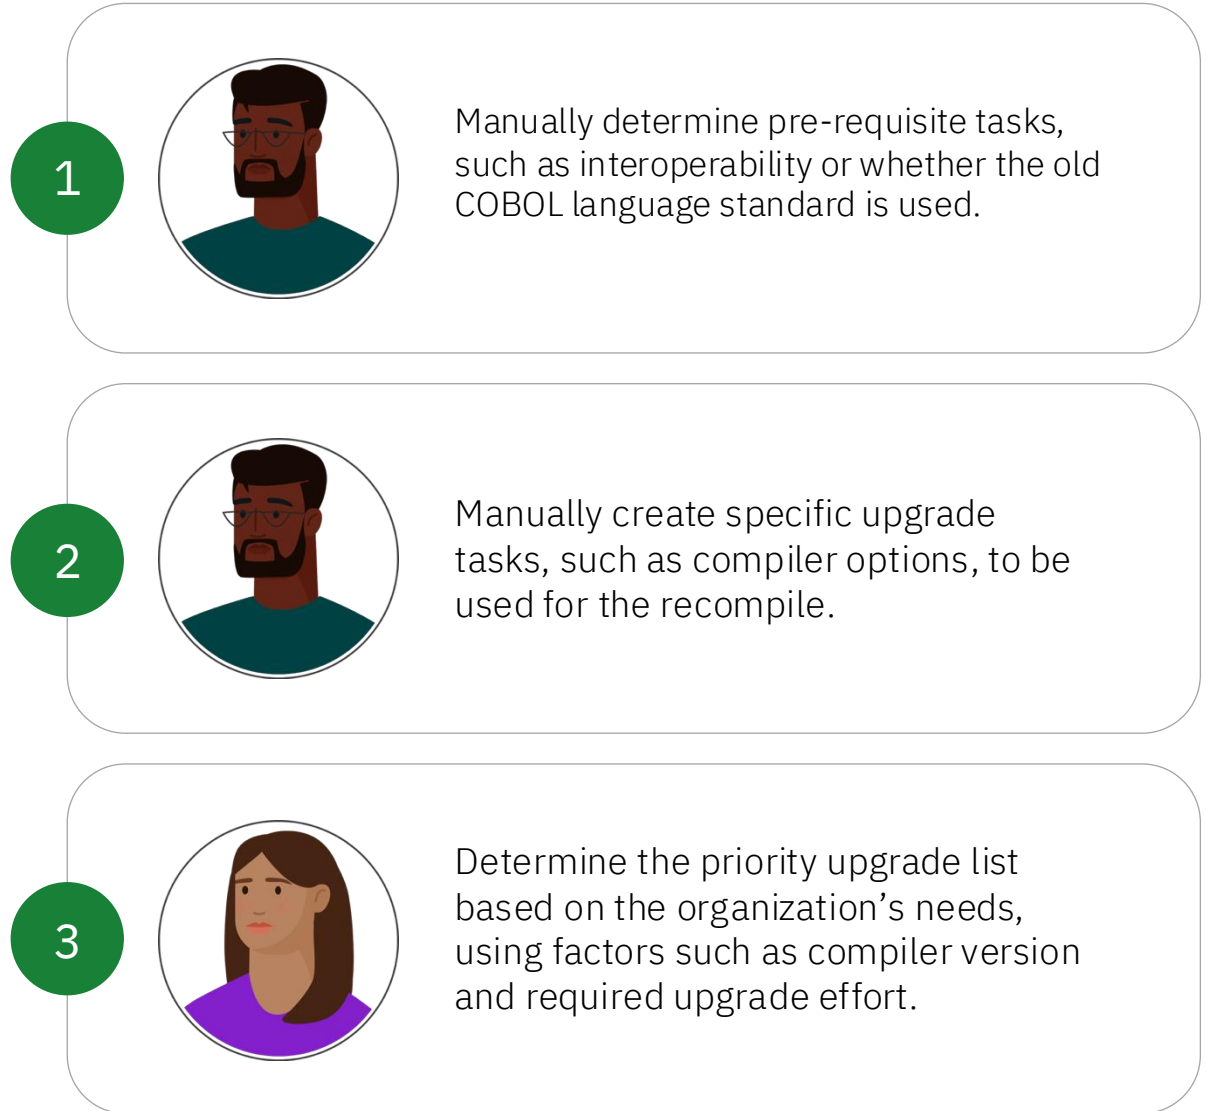 1
Manually determine pre-requisite tasks,
such as interoperability or whether the old
COBOL language standard is used.
2
Manually create specific upgrade
tasks, such as compiler options, to be
used for the recompile.
3
Determine the priority upgrade list
based on the organization’s needs,
using factors such as compiler version
and required upgrade effort.